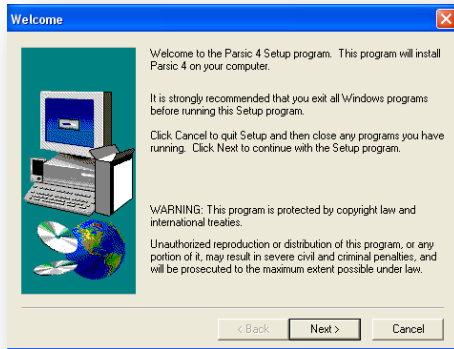 Welcome
Welcome to the Parsic 4 Setup program. This program will install
Parsic 4 on your computer.
It is strongly recommended that you exit all Windows programs
before running this Setup program.
Click Cancel to quit Setup and then close any programs you have
running. Click Next to continue with the Setup program.
WARNING: This program is protected by copyright law and
international treaties.
Unauthorized reproduction or distribution of this program, or any
portion of it, may result in severe civil and criminal penalties, and
will be prosecuted to the maximum extent possible under law.
< Back Next > Cancel